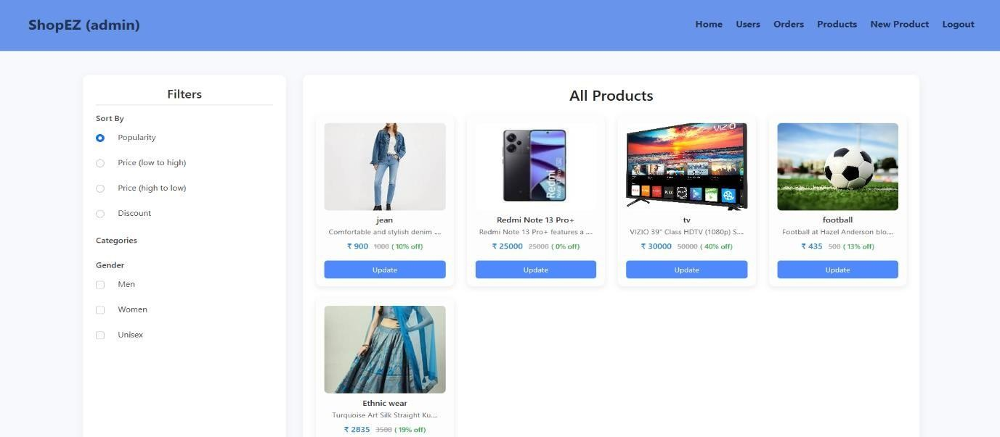 ShopEZ (admin)
Home Users Orders Products New Product Logout
Filters
Sort By
Popularity
Price (low to high)
Price (high to low)
Discount
Categories
Gender
Men
Women
Unisex
All Products
jean
Comfortable and stylish denim ....
₹ 900 1000 ( 10% off)
Update
Redmi
Redmi Note 13 Pro+
Redmi Note 13 Pro+ features a ....
₹ 25000 25000 ( 0% off)
Update
VIZIO
tv
VIZIO 39" Class HDTV (1080p) S....
₹ 30000 50000 ( 40% off)
Update
football
Football at Hazel Anderson blo....
₹ 435 500 ( 13% off)
Update
Ethnic wear
Turquoise Art Silk Straight Ku....
₹ 2835 3500 ( 19% off)